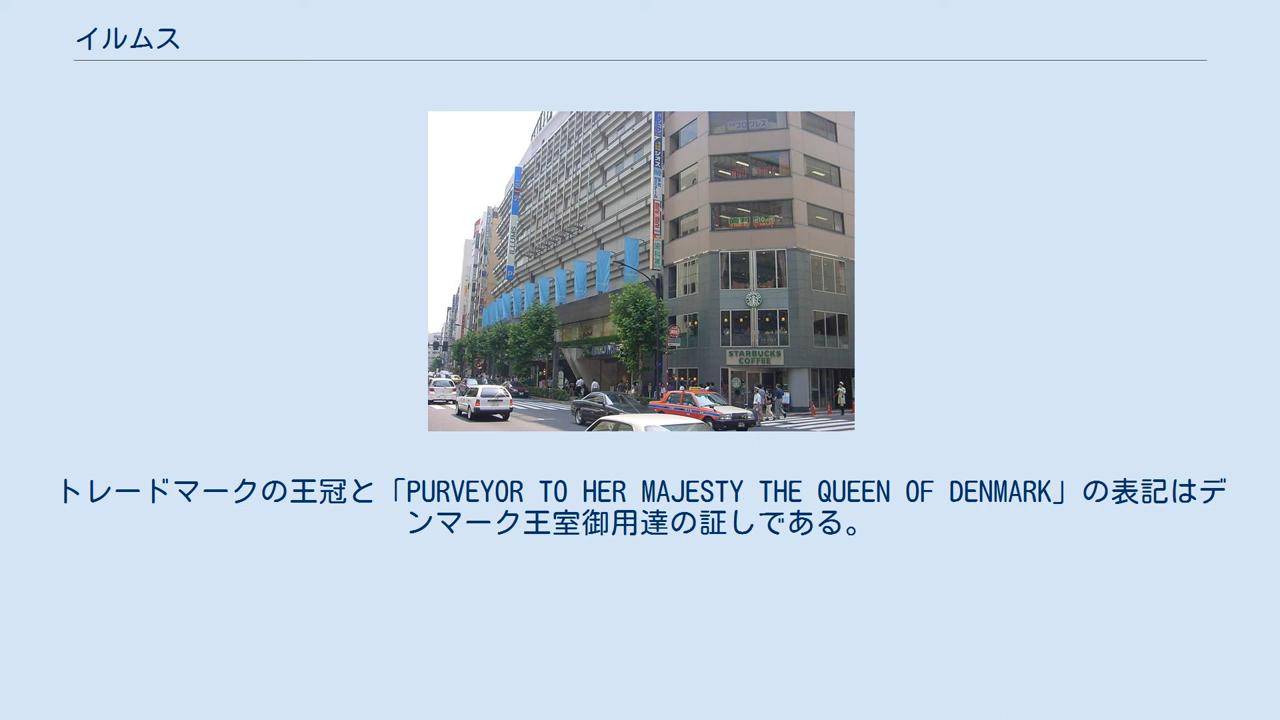 イルムス
STARBUCKS
COFFEE
トレードマークの王冠と「PURVEYOR TO HER MAJESTY THE QUEEN OF DENMARK」の表記はデ
ンマーク王室御用達の証しである。